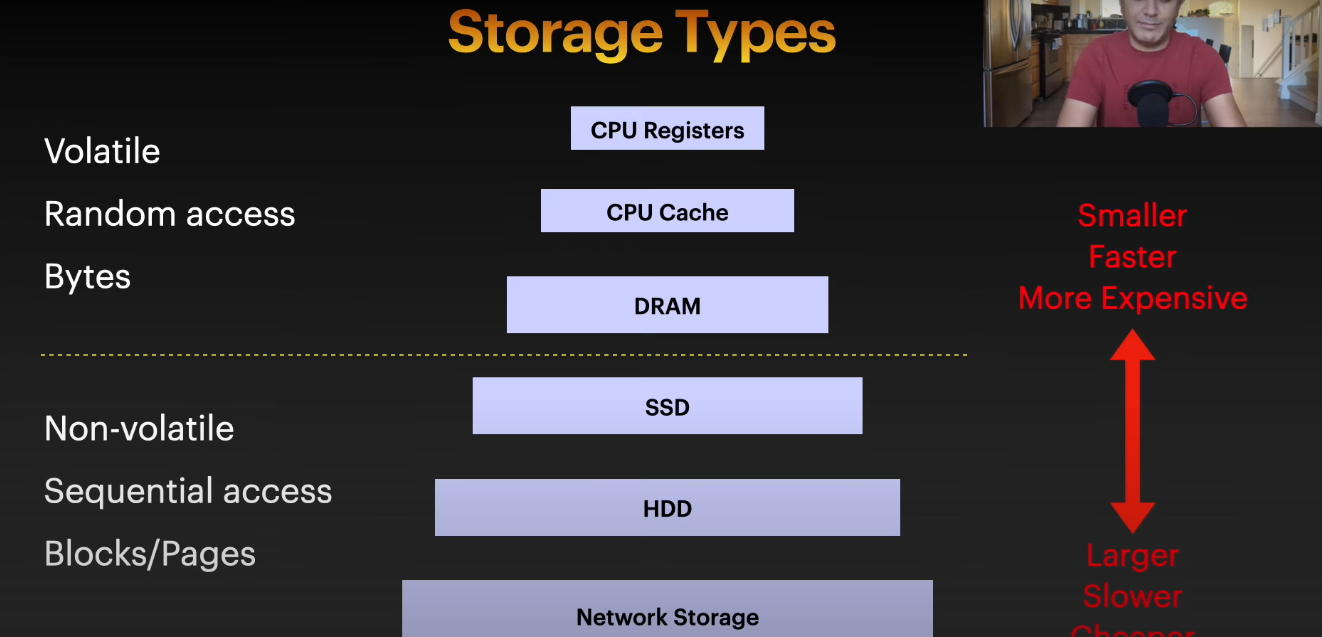 Storage Types
CPU Registers
Volatile
CPU Cache
Random access
Smaller
Faster
Bytes
More Expensive
DRAM
SSD
Non-volatile
Sequential access
HDD
Blocks/Pages
Larger
Slower
Network Storage
Cheaper